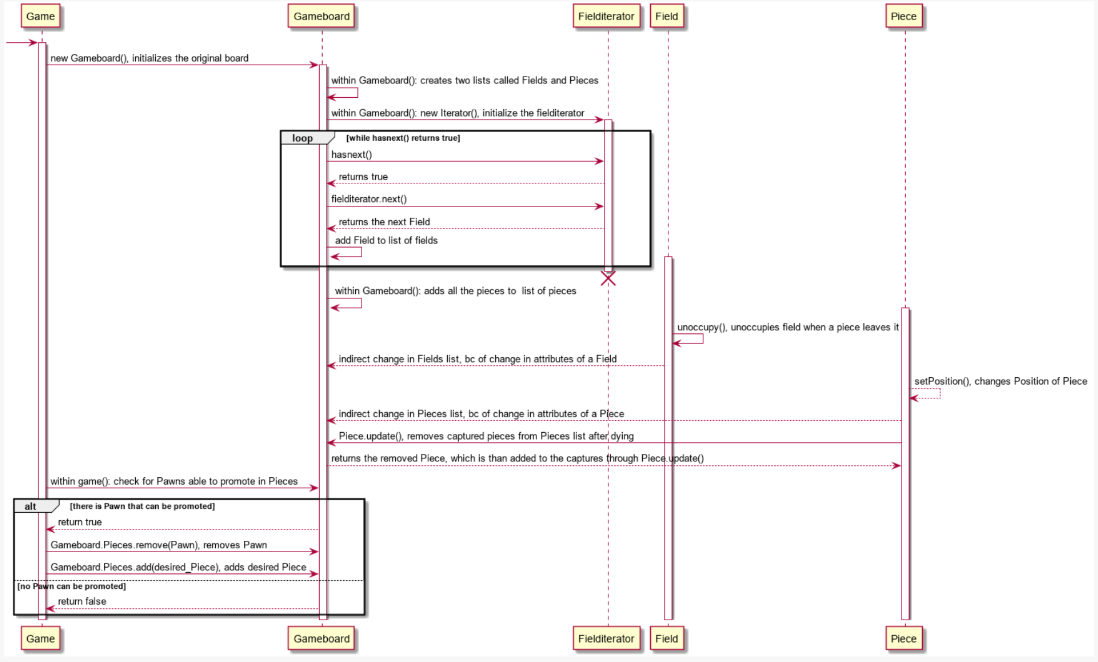 Game Gameboard Fielditerator Field Piece
new Gameboard(), initializes the original board
within Gameboard(): creates two lists called Fields and Pieces
within Gameboard(): new Iterator(), initialize the fielditerator
loop [while hasnext() returns true]
hasnext()
returns true
fielditerator.next()
returns the next Field
add Field to list of fields
within Gameboard(): adds all the pieces to list of pieces
unoccupy(), unoccupies field when a piece leaves it
indirect change in Fields list, bc of change in attributes of a Field
setPosition(), changes Position of Piece
indirect change in Pieces list, bc of change in attributes of a Piece
Piece.update(), removes captured pieces from Pieces list after dying
returns the removed Piece, which is than added to the captures through Piece.update()
within game(): check for Pawns able to promote in Pieces
alt [there is Pawn that can be promoted]
return true
Gameboard.Pieces.remove(Pawn), removes Pawn
Gameboard.Pieces.add(desired_Piece), adds desired Piece
[no Pawn can be promoted]
return false
Game Gameboard Fielditerator Field Piece